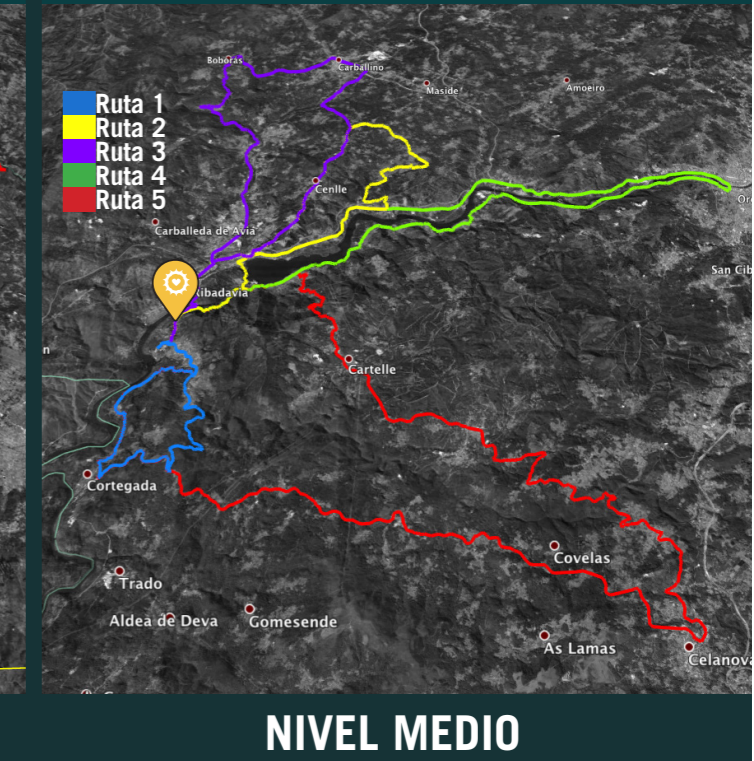 Boborás
Carballino
Maside
Amoeiro
Ruta 1
Ruta 2
Ruta 3
Ruta 4
Ruta 5
Cenlle
Carballeda de Avia
San Cib
Ribadavia
n
Cartelle
Cortegada
Covelas
Trado
Aldea de Deva
Gomesende
As Lamas
Celanova
NIVEL MEDIO